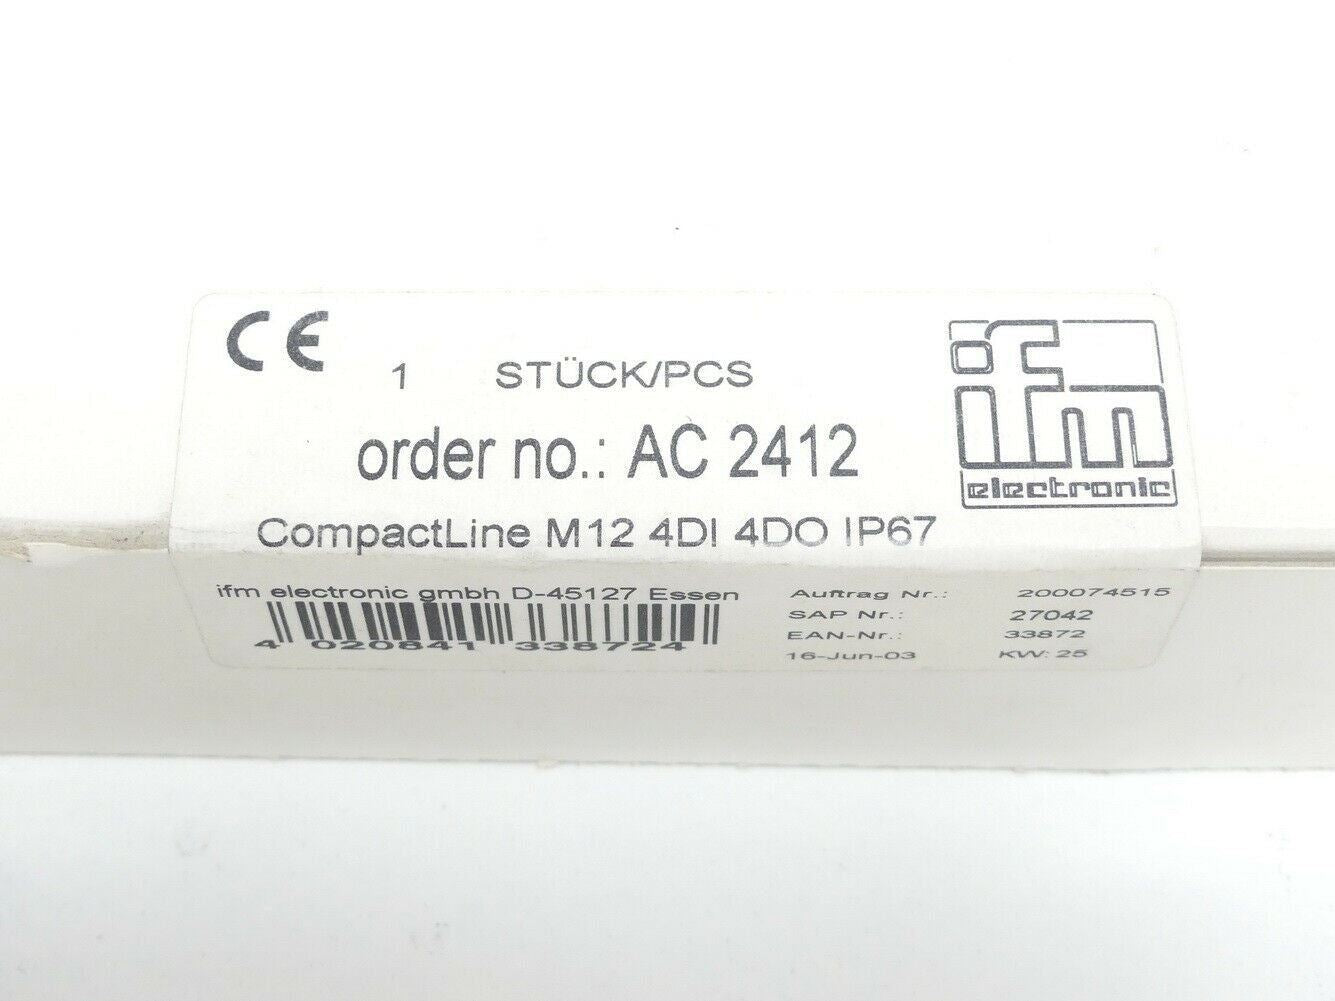 CE
1 STÜCK/PCS
order no.: AC 2412
ifm
electronic
CompactLine M12 4DI 4DO IP67
ifm electronic gmbh D-45127 Essen
4 020841 338724
Auftrag Nr.: 200074515
SAP Nr.: 27042
EAN-Nr.: 33872
16-Jun-03 KW: 25